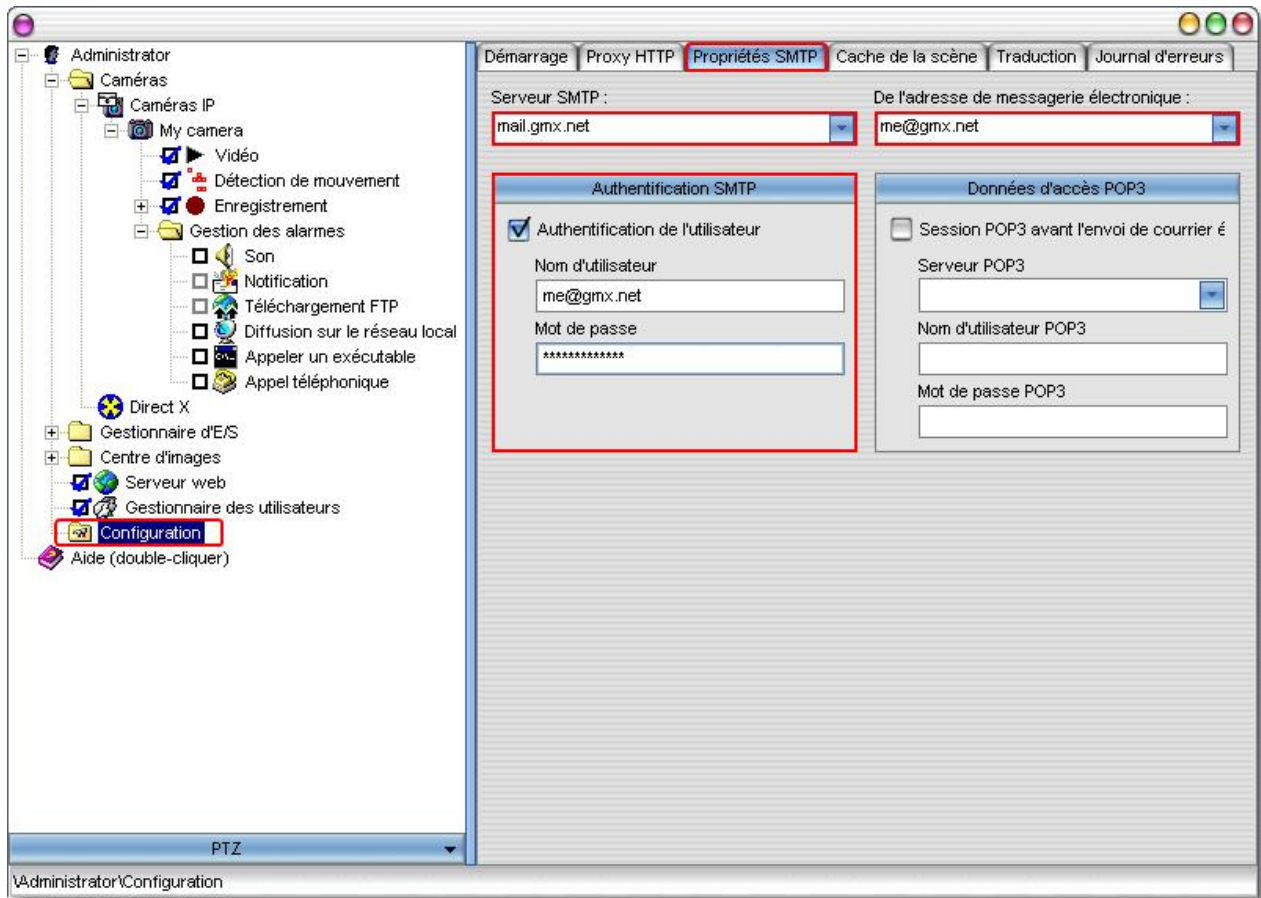 Administrator
Caméras
Caméras IP
My camera
Vidéo
Détection de mouvement
Enregistrement
Gestion des alarmes
Son
Notification
Téléchargement FTP
Diffusion sur le réseau local
Appeler un exécutable
Appel téléphonique
Direct X
Gestionnaire d'E/S
Centre d'images
Serveur web
Gestionnaire des utilisateurs
Configuration
Aide (double-cliquer)
PTZ
Démarrage Proxy HTTP Propriétés SMTP Cache de la scène Traduction Journal d'erreurs
Serveur SMTP :
mail.gmx.net
De l'adresse de messagerie électronique :
me@gmx.net
Authentification SMTP
Authentification de l'utilisateur
Nom d'utilisateur
me@gmx.net
Mot de passe
*************
Données d'accès POP3
Session POP3 avant l'envoi de courrier é
Serveur POP3
Nom d'utilisateur POP3
Mot de passe POP3
\Administrator\Configuration